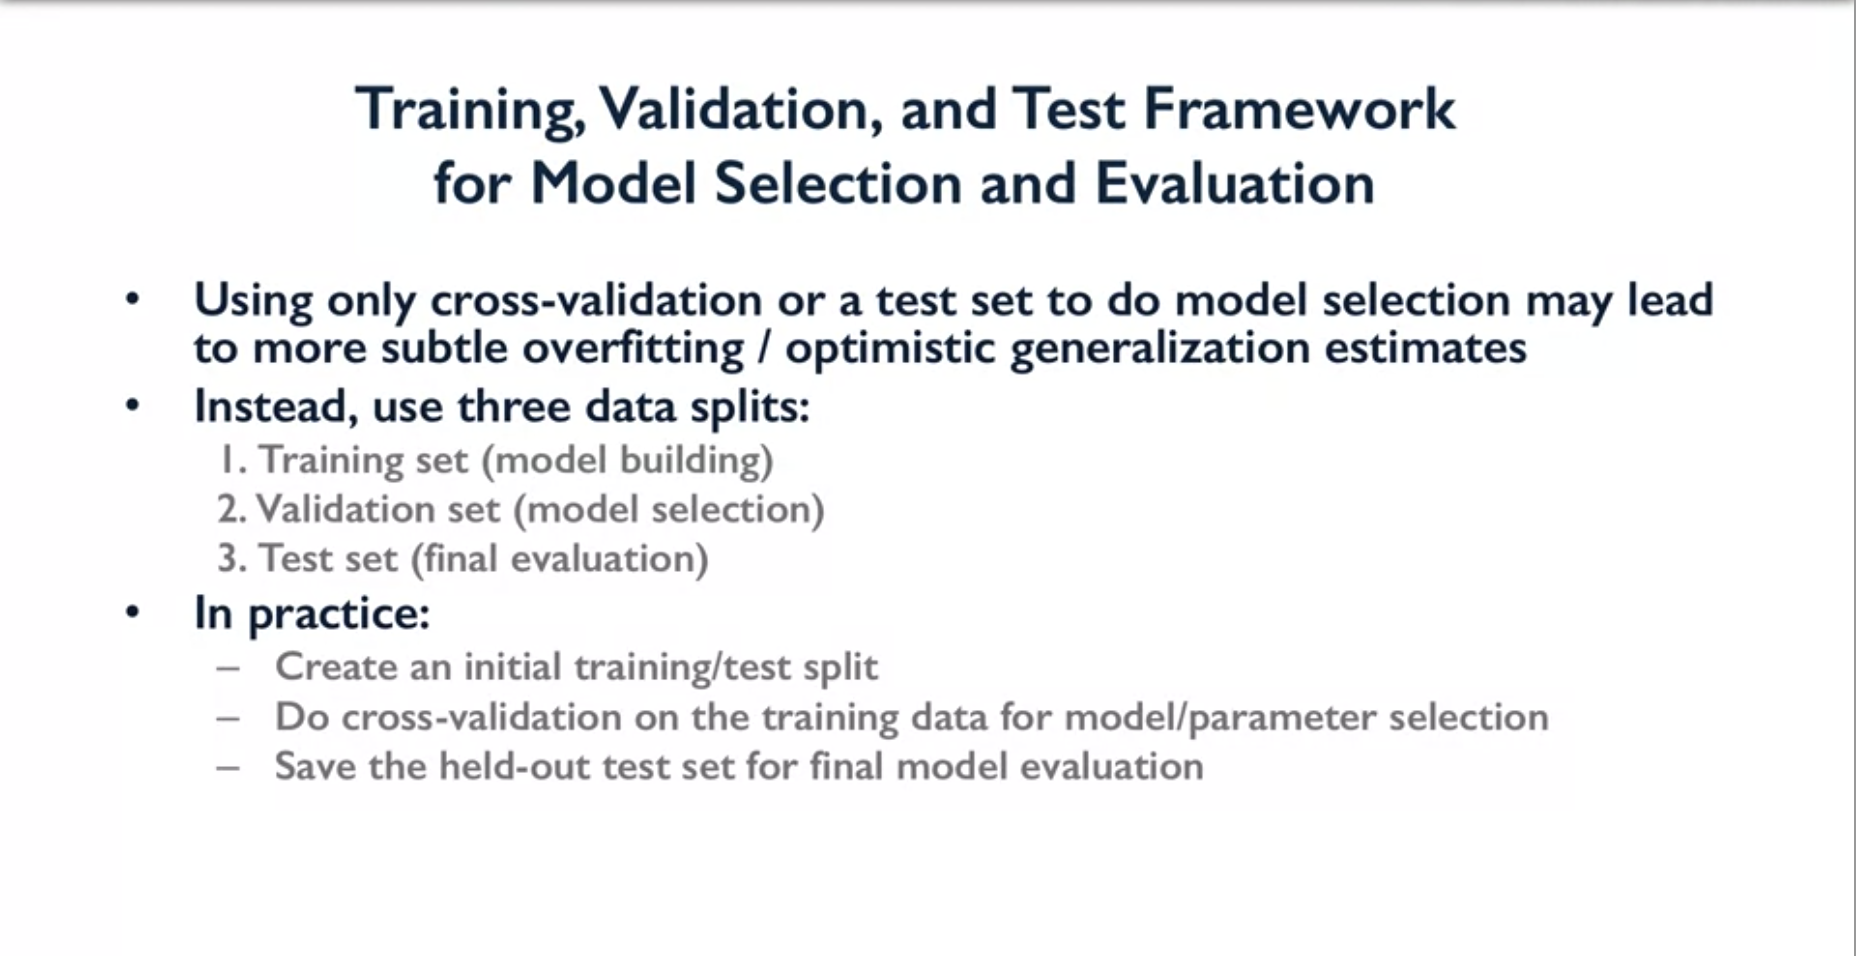 Training, Validation, and Test Framework
for Model Selection and Evaluation
• Using only cross-validation or a test set to do model selection may lead
to more subtle overfitting / optimistic generalization estimates
• Instead, use three data splits:
1. Training set (model building)
2. Validation set (model selection)
3. Test set (final evaluation)
• In practice:
– Create an initial training/test split
– Do cross-validation on the training data for model/parameter selection
– Save the held-out test set for final model evaluation